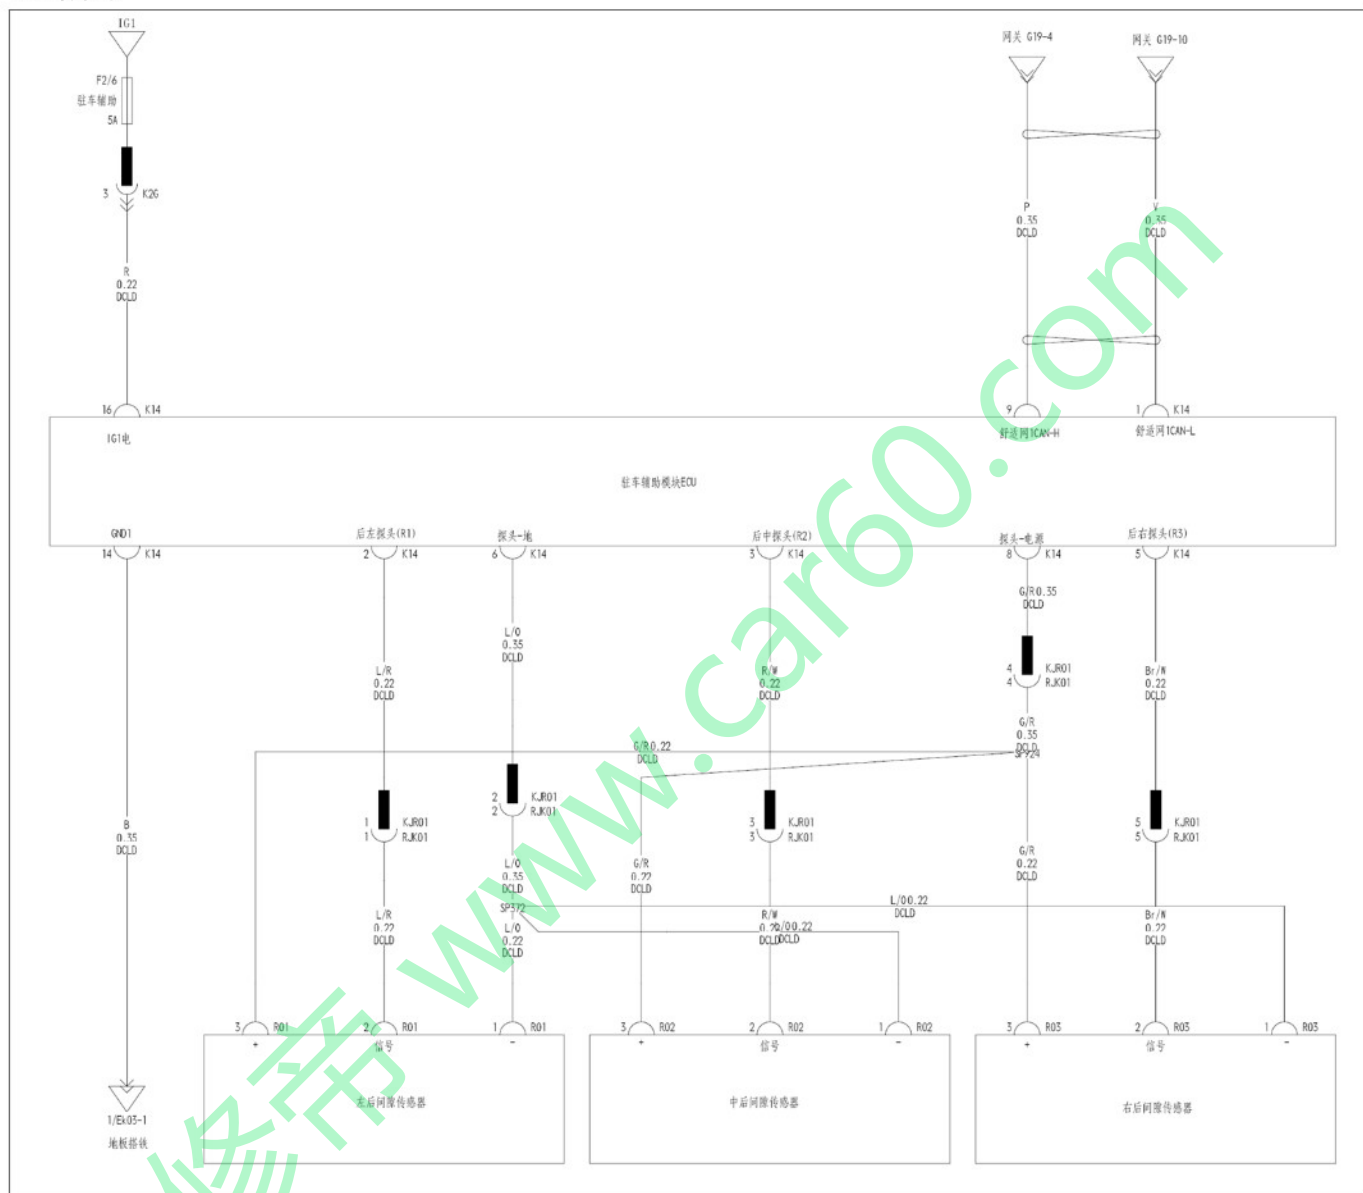 IG1
网关 G19-4
网关 G19-10
F2/6
驻车辅助
5A
3
K2G
P
0.35
DCLD
V
0.35
DCLD
R
0.22
DCLD
16
K14
9
1
K14
IG1电
舒适网1CAN-H
舒适网1CAN-L
驻车辅助模块ECU
GND1
后左探头(R1)
探头-地
后中探头(R2)
探头-电源
后右探头(R3)
14
K14
2
K14
6
K14
3
K14
8
K14
5
K14
G/R0.35
DCLD
L/O
0.35
DCLD
L/R
0.22
DCLD
R/W
0.22
DCLD
4
KJR01
4
RJK01
Br/W
0.22
DCLD
G/R
0.35
DCLD
SP924
G/R0.22
DCLD
2
KJR01
2
RJK01
1
KJR01
1
RJK01
3
KJR01
3
RJK01
5
KJR01
5
RJK01
B
0.35
DCLD
L/O
0.35
DCLD
SP372
G/R
0.22
DCLD
G/R
0.22
DCLD
L/O0.22
DCLD
L/R
0.22
DCLD
L/O
0.22
DCLD
R/W
0.22
DCLD
L/O0.22
DCLD
Br/W
0.22
DCLD
3
R01
2
R01
1
R01
3
R02
2
R02
1
R02
3
R03
2
R03
1
R03
+
信号
-
+
信号
-
+
信号
-
左后间隙传感器
中后间隙传感器
右后间隙传感器
1/Ek03-1
地板搭铁
修帝 www.car60.com